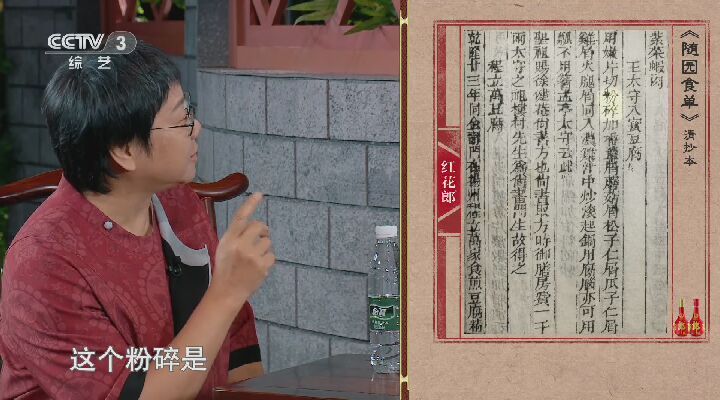 CCTV 3
综艺
这个粉碎是
《随园食单》清抄本
紫菜蝦肉
王太守八寶豆腐
用嫩片切粉碎加香蕈屑蘑菇屑松子仁屑瓜子仁屑
雞屑火腿屑同入濃雞汁中炒滾起鍋用腐腦亦可用
瓢不用箸孟亭太守云此
聖祖賜徐健菴尚書方也尚書取方時御膳房費一千
兩太守之祖樓村先生為尚書門生故得之
程立萬豆腐
乾隆廿三年同金壽門在揚州程立萬家食煎豆腐精
红花郎